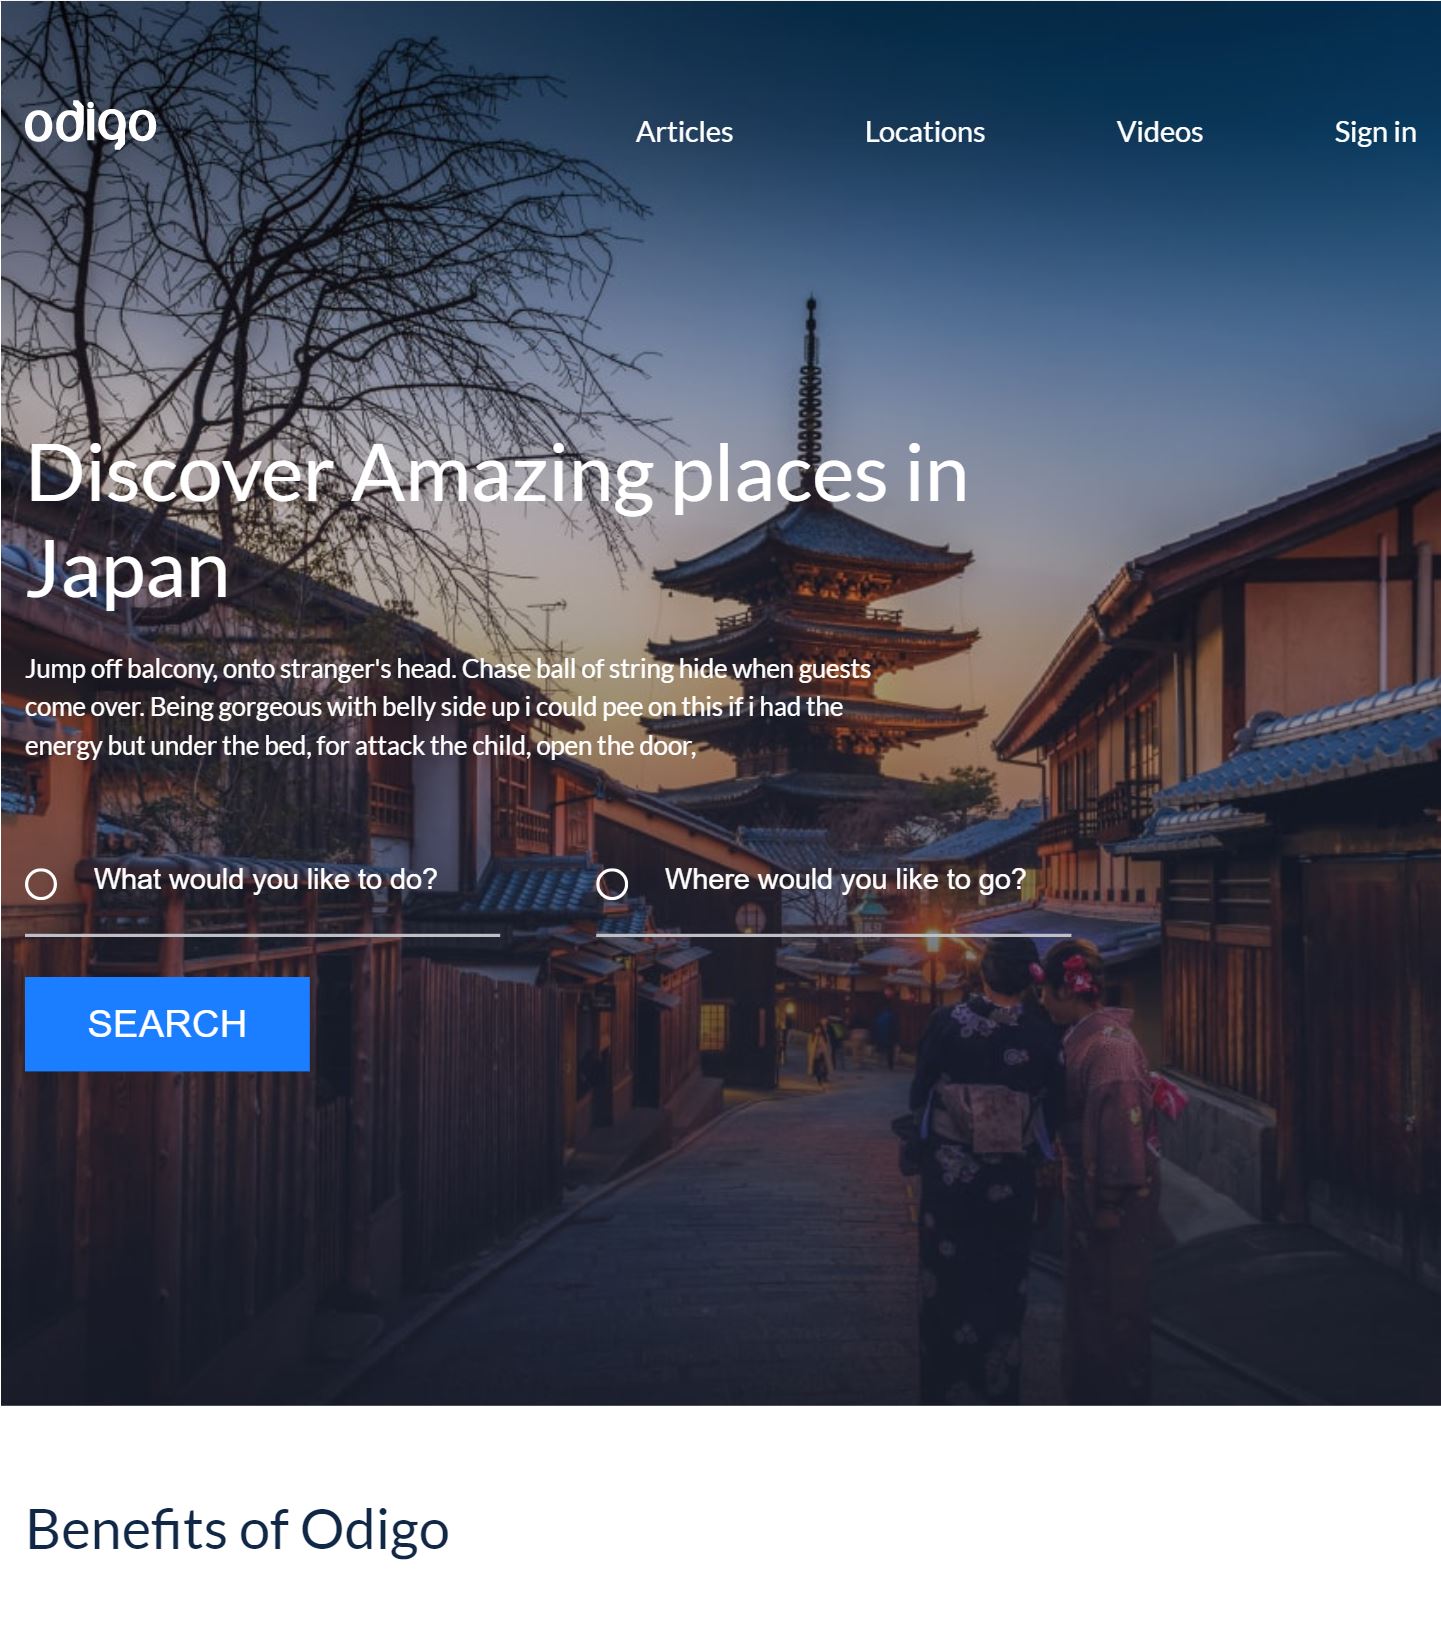 odigo
Articles
Locations
Videos
Sign in
Discover Amazing places in
Japan
Jump off balcony, onto stranger's head. Chase ball of string hide when guests
come over. Being gorgeous with belly side up i could pee on this if i had the
energy but under the bed, for attack the child, open the door,
What would you like to do?
Where would you like to go?
SEARCH
Benefits of Odigo